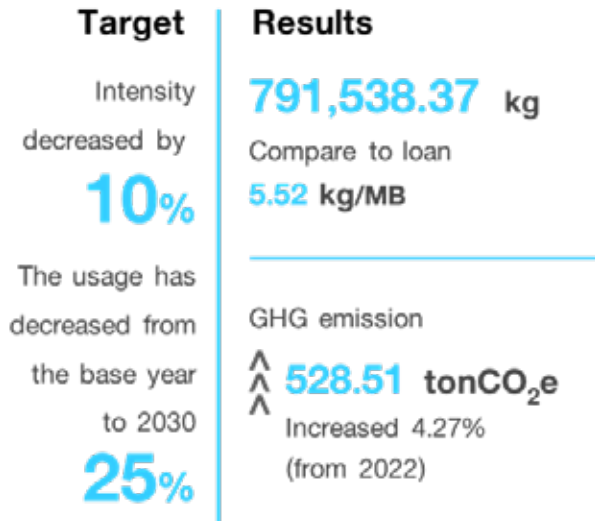 Target
Intensity
decreased by
10%
The usage has
decreased from
the base year
to 2030
25%
Results
791,538.37 kg
Compare to loan
5.52 kg/MB
GHG emission
528.51 tonCO₂e
Increased 4.27%
(from 2022)